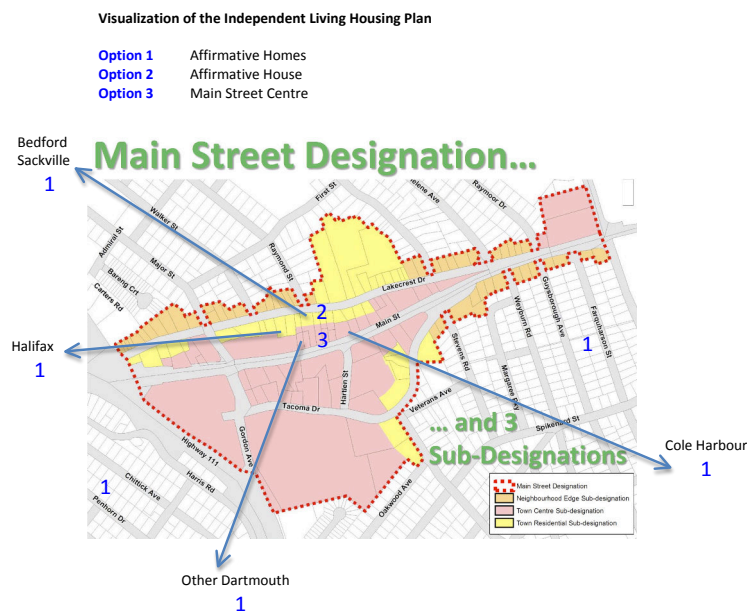 Visualization of the Independent Living Housing Plan
Option 1 Affirmative Homes
Option 2 Affirmative House
Option 3 Main Street Centre
Bedford
Sackville
1
Main Street Designation...
First St
Raymoor Dr
Walker St
Admiral St
Major St
Raymond St
Barang Crt
Carters Rd
Lakecrest Dr
2
Main St
3
Halifax
1
Weyburn Rd
Guysborough Ave
Farquharson St
1
Stevens Rd
Margaree Pky
Hartlen St
Tacoma Dr
Veterans Ave
Spikenard St
Gordon Ave
Highway 111
Harris Rd
... and 3
Sub-Designations
Cole Harbour
1
1
Chittick Ave
Penhorn Dr
Oakwood Ave
Main Street Designation
Neighbourhood Edge Sub-designation
Town Centre Sub-designation
Town Residential Sub-designation
Other Dartmouth
1